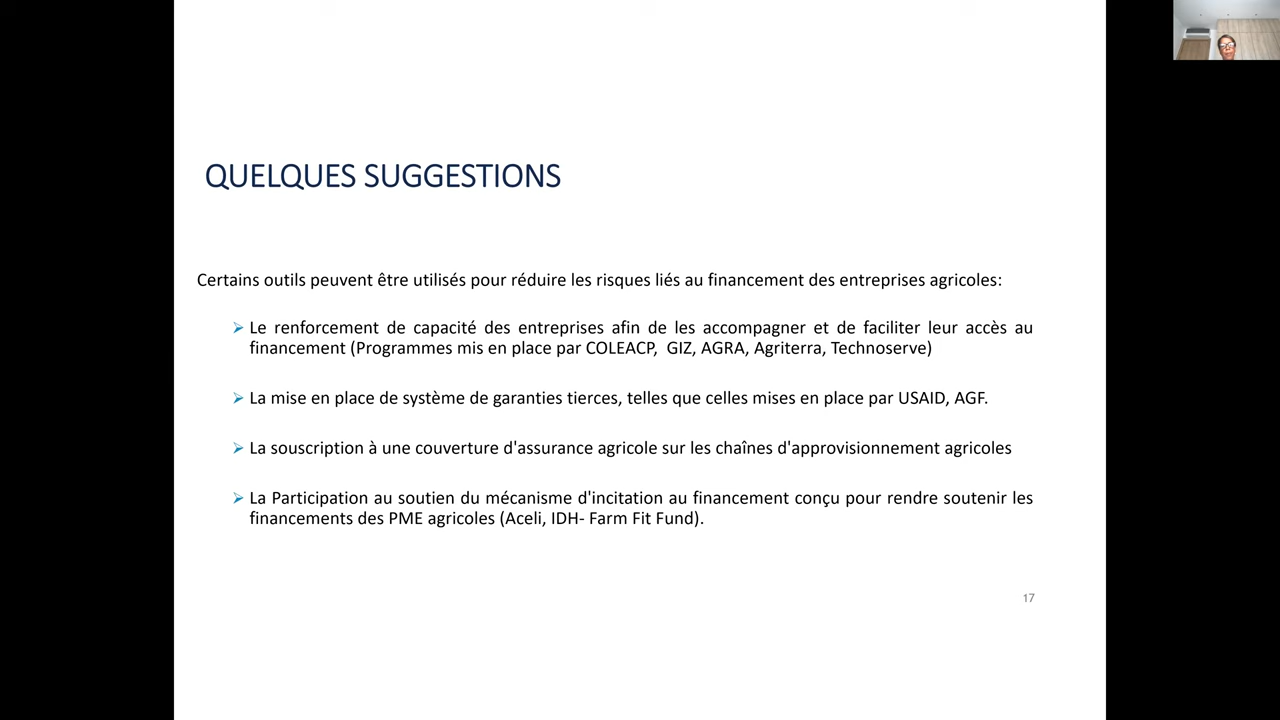 QUELQUES SUGGESTIONS
Certains outils peuvent être utilisés pour réduire les risques liés au financement des entreprises agricoles:
➢ Le renforcement de capacité des entreprises afin de les accompagner et de faciliter leur accès au
financement (Programmes mis en place par COLEACP, GIZ, AGRA, Agriterra, Technoserve)
➢ La mise en place de système de garanties tierces, telles que celles mises en place par USAID, AGF.
➢ La souscription à une couverture d'assurance agricole sur les chaînes d'approvisionnement agricoles
➢ La Participation au soutien du mécanisme d'incitation au financement conçu pour rendre soutenir les
financements des PME agricoles (Aceli, IDH- Farm Fit Fund).
17